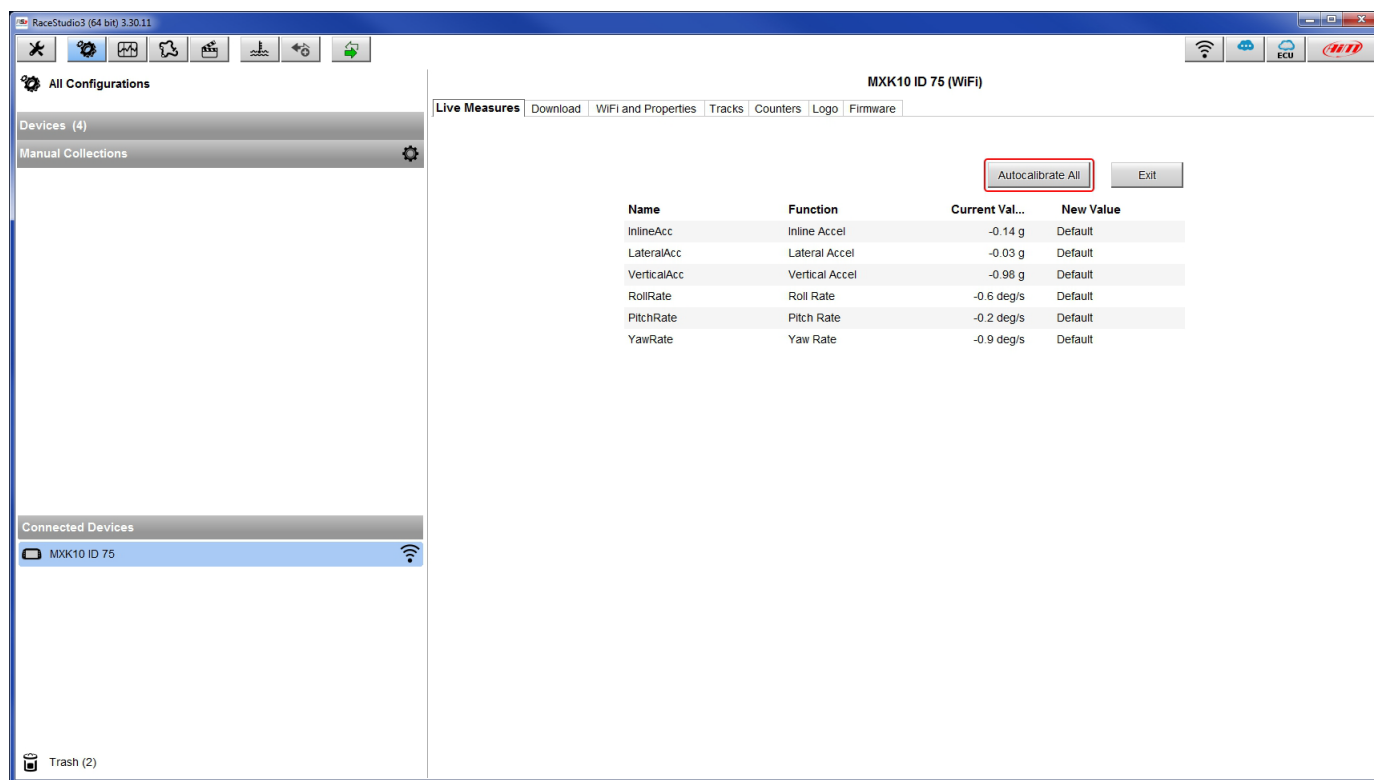 RaceStudio3 (64 bit) 3.30.11
ECU
AiM
All Configurations
MXK10 ID 75 (WiFi)
Live Measures Download WiFi and Properties Tracks Counters Logo Firmware
Devices (4)
Manual Collections
Autocalibrate All Exit
Name Function Current Val... New Value
InlineAcc Inline Accel -0.14 g Default
LateralAcc Lateral Accel -0.03 g Default
VerticalAcc Vertical Accel -0.98 g Default
RollRate Roll Rate -0.6 deg/s Default
PitchRate Pitch Rate -0.2 deg/s Default
YawRate Yaw Rate -0.9 deg/s Default
Connected Devices
MXK10 ID 75
Trash (2)